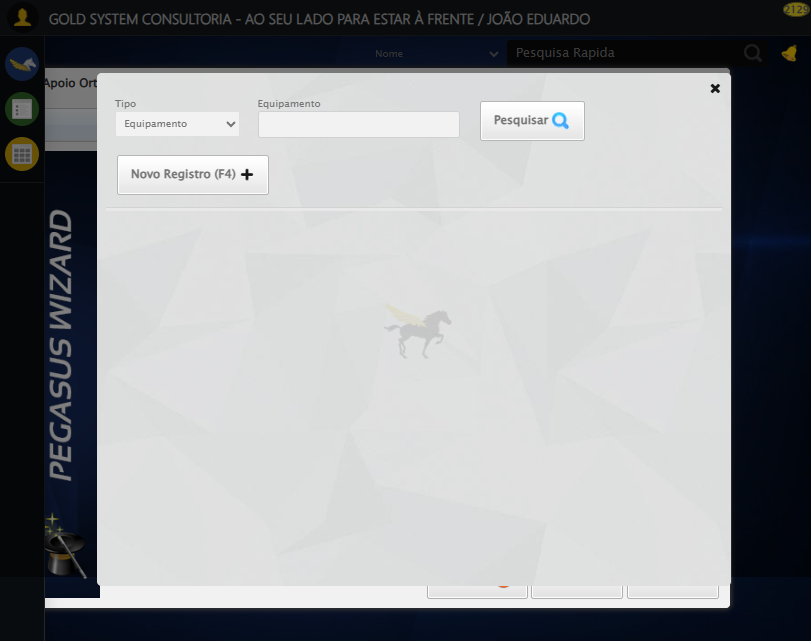 GOLD SYSTEM CONSULTORIA - AO SEU LADO PARA ESTAR À FRENTE / JOÃO EDUARDO
2129
Nome
Pesquisa Rapida
Apoio Ort
Tipo
Equipamento
Equipamento
Pesquisar
Novo Registro (F4)
PEGASUS WIZARD